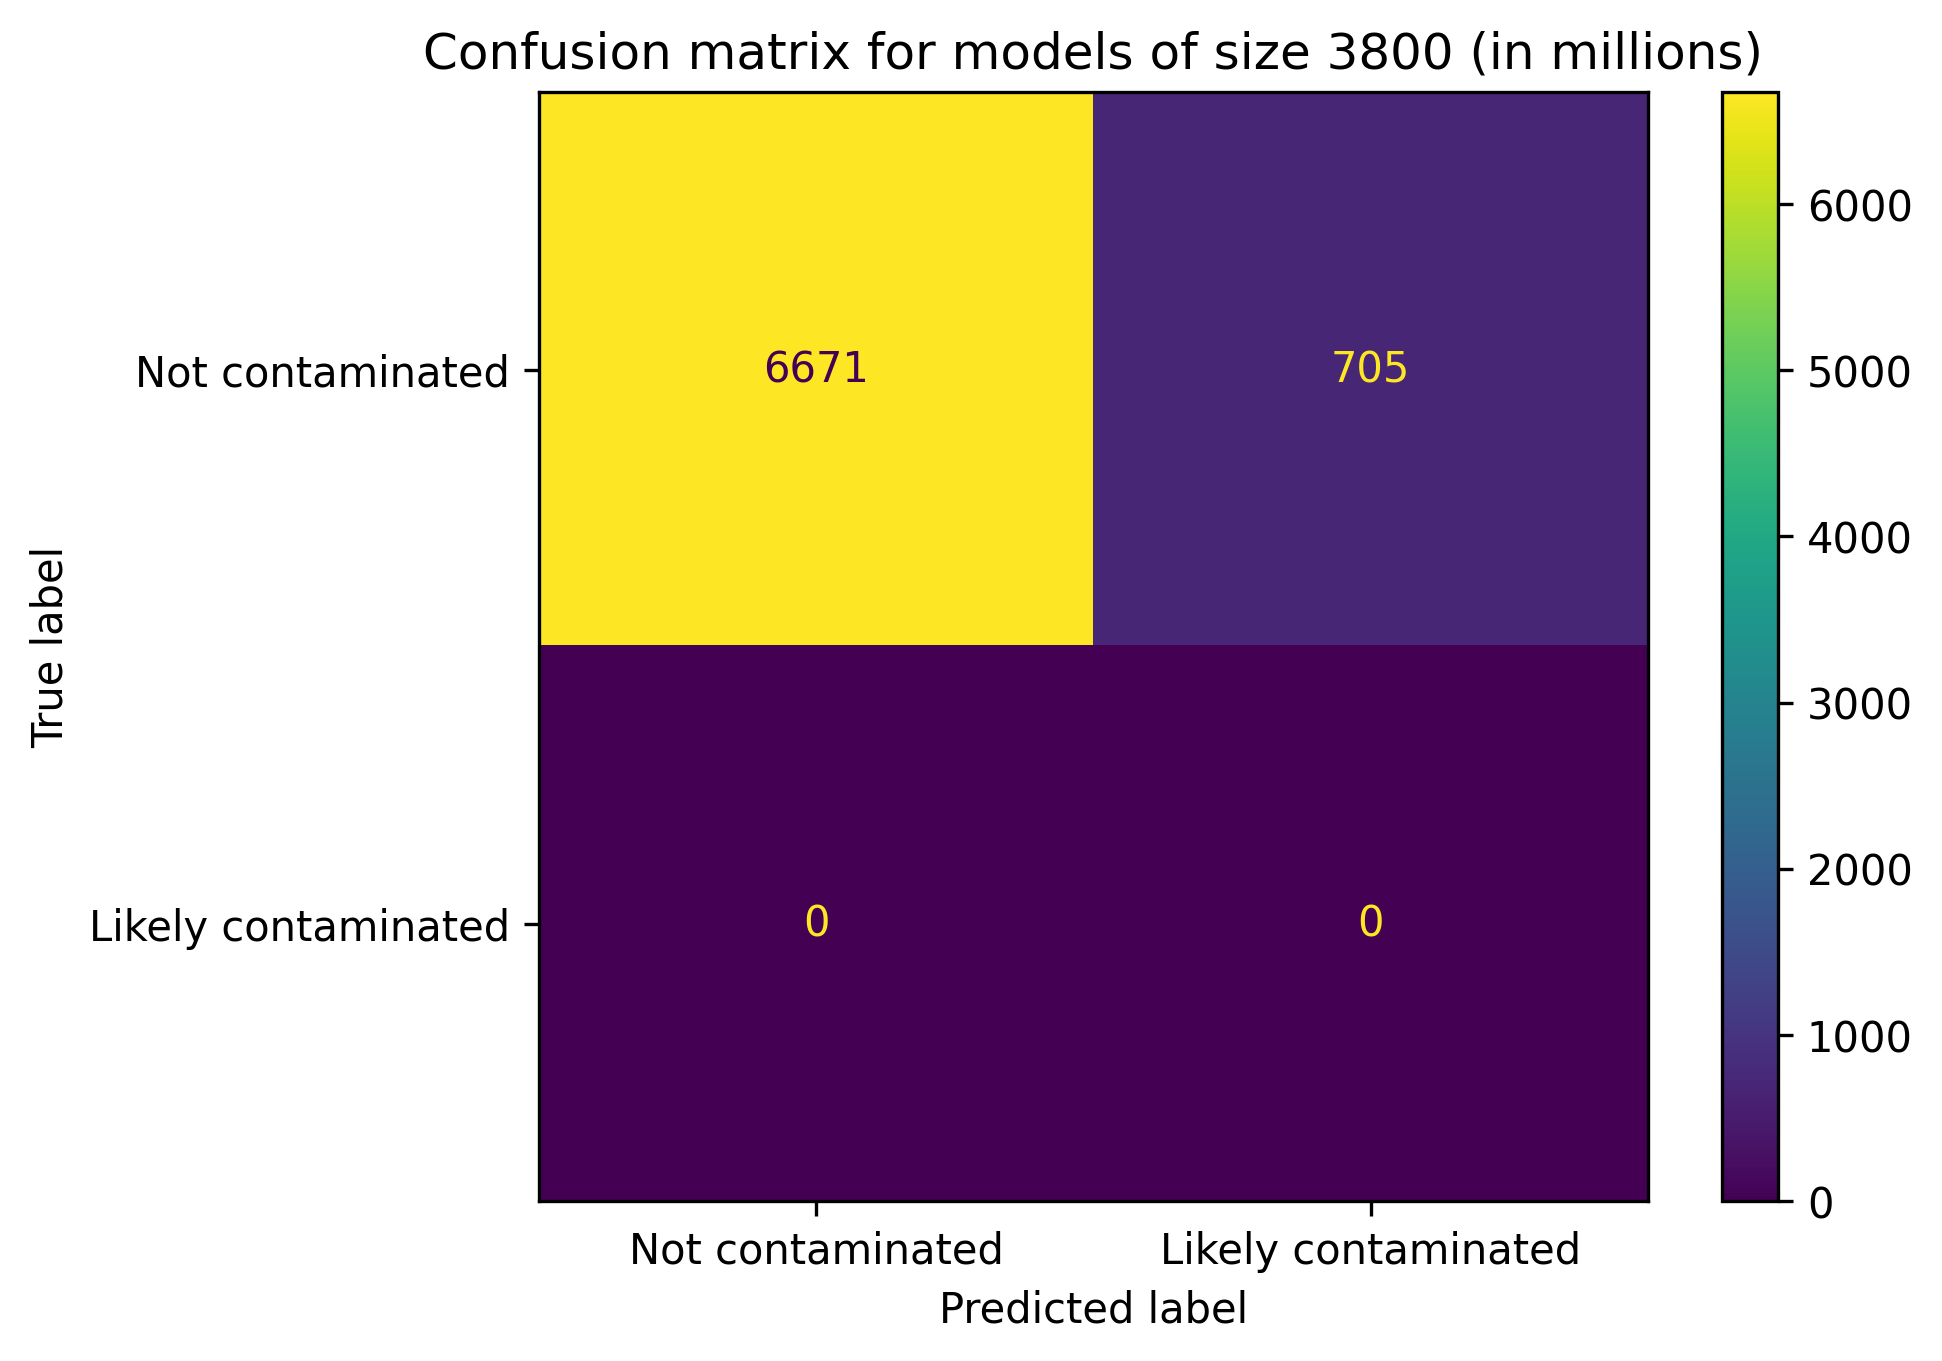 Confusion matrix for models of size 3800 (in millions)
True label
Not contaminated
Likely contaminated
6671
705
0
0
Not contaminated
Likely contaminated
Predicted label
6000
5000
4000
3000
2000
1000
0